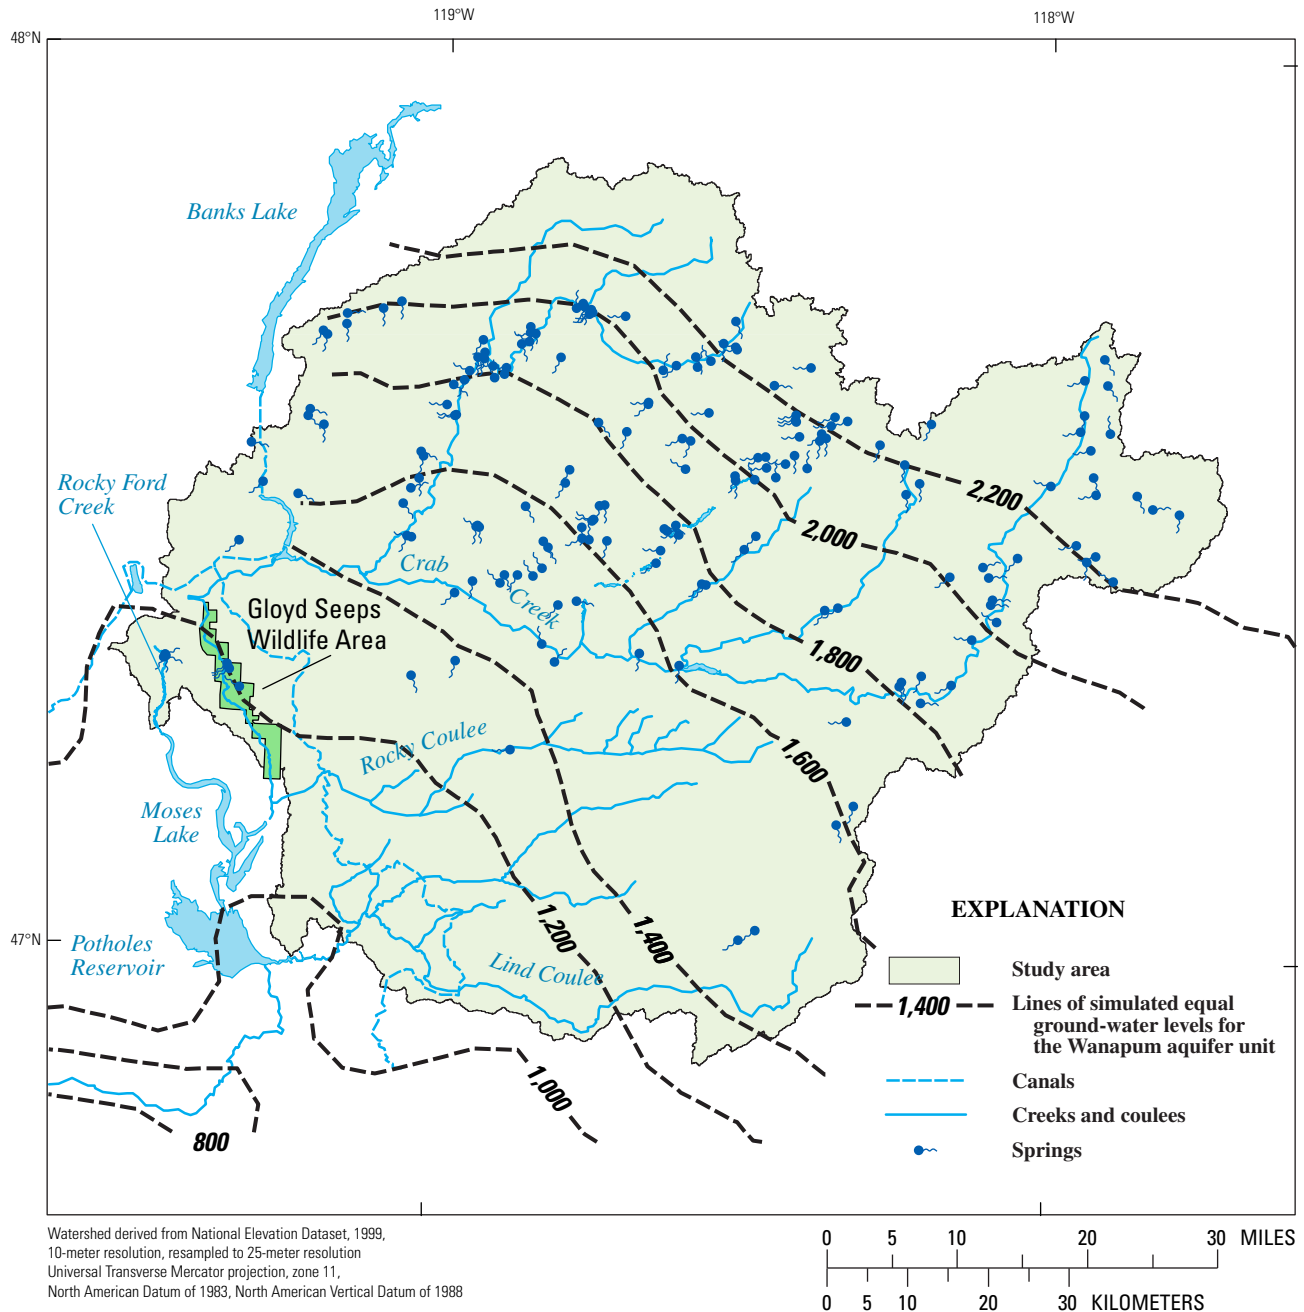 119°W
118°W
48°N
Banks Lake
Rocky Ford
Creek
2,200
2,000
Crab
Creek
Gloyd Seeps
Wildlife Area
1,800
Rocky Coulee
1,600
Moses
Lake
EXPLANATION
1,200
1,400
47°N
Potholes
Reservoir
Lind Coulee
Study area
1,400
Lines of simulated equal
ground-water levels for
the Wanapum aquifer unit
Canals
1,000
Creeks and coulees
800
Springs
Watershed derived from National Elevation Dataset, 1999,
10-meter resolution, resampled to 25-meter resolution
Universal Transverse Mercator projection, zone 11,
North American Datum of 1983, North American Vertical Datum of 1988
0 5 10 20 30 MILES
0 5 10 20 30 KILOMETERS